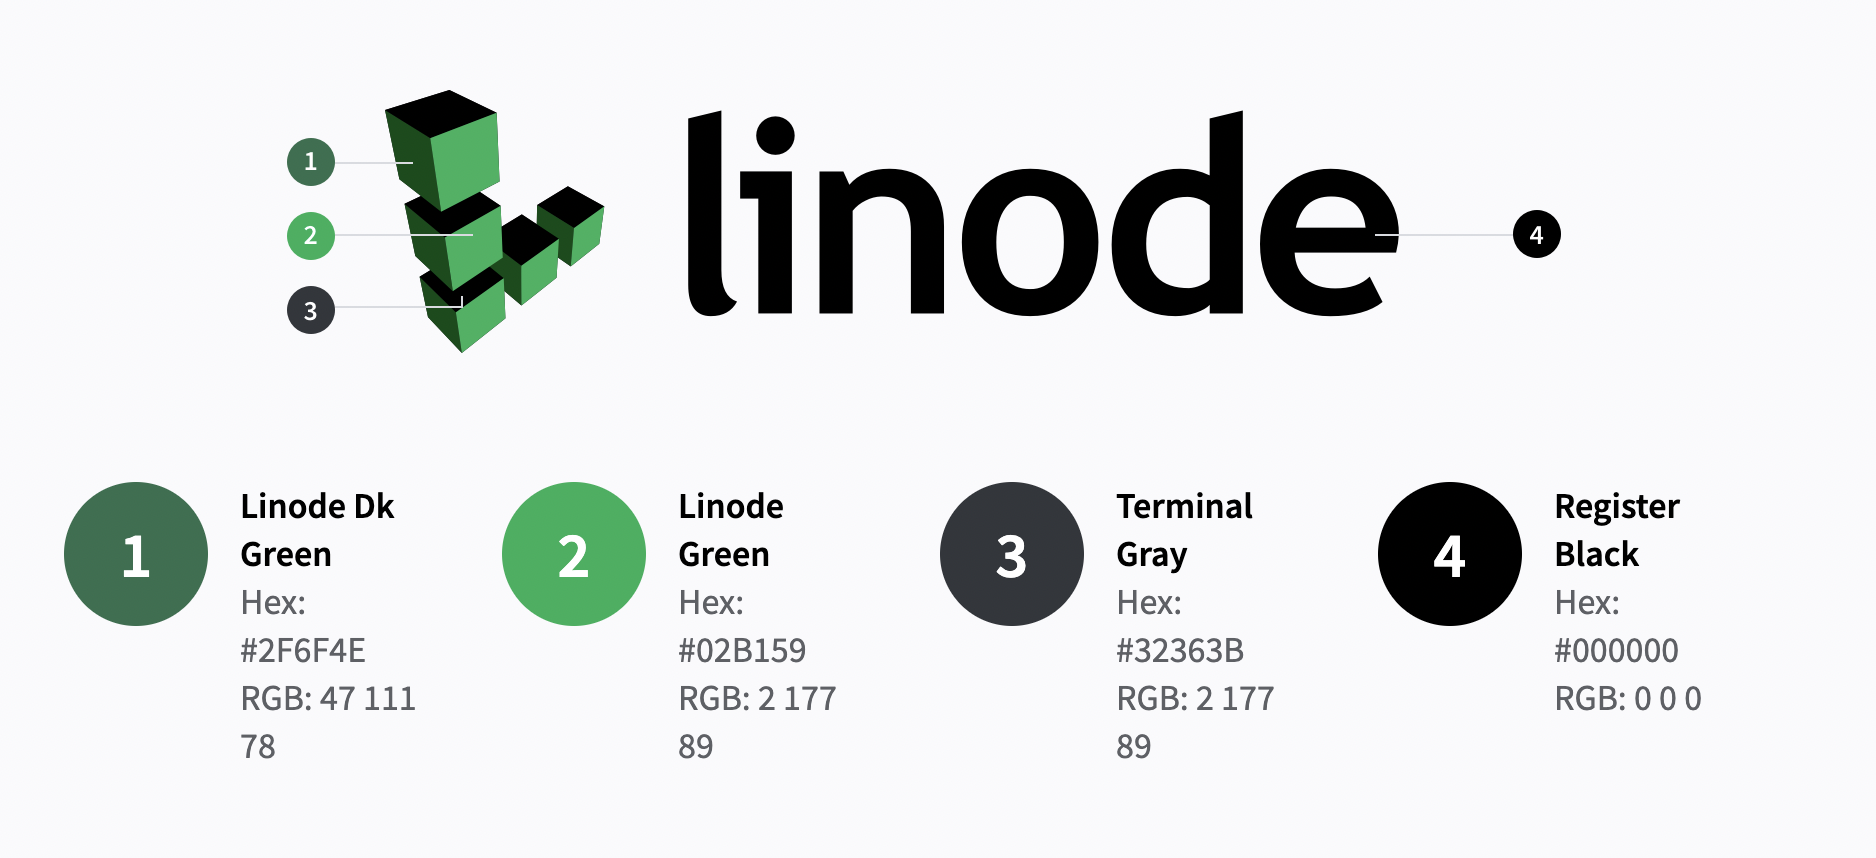 1
2
3
linode
4
1
Linode Dk
Green
Hex:
#2F6F4E
RGB: 47 111
78
2
Linode
Green
Hex:
#02B159
RGB: 2 177
89
3
Terminal
Gray
Hex:
#32363B
RGB: 2 177
89
4
Register
Black
Hex:
#000000
RGB: 0 0 0